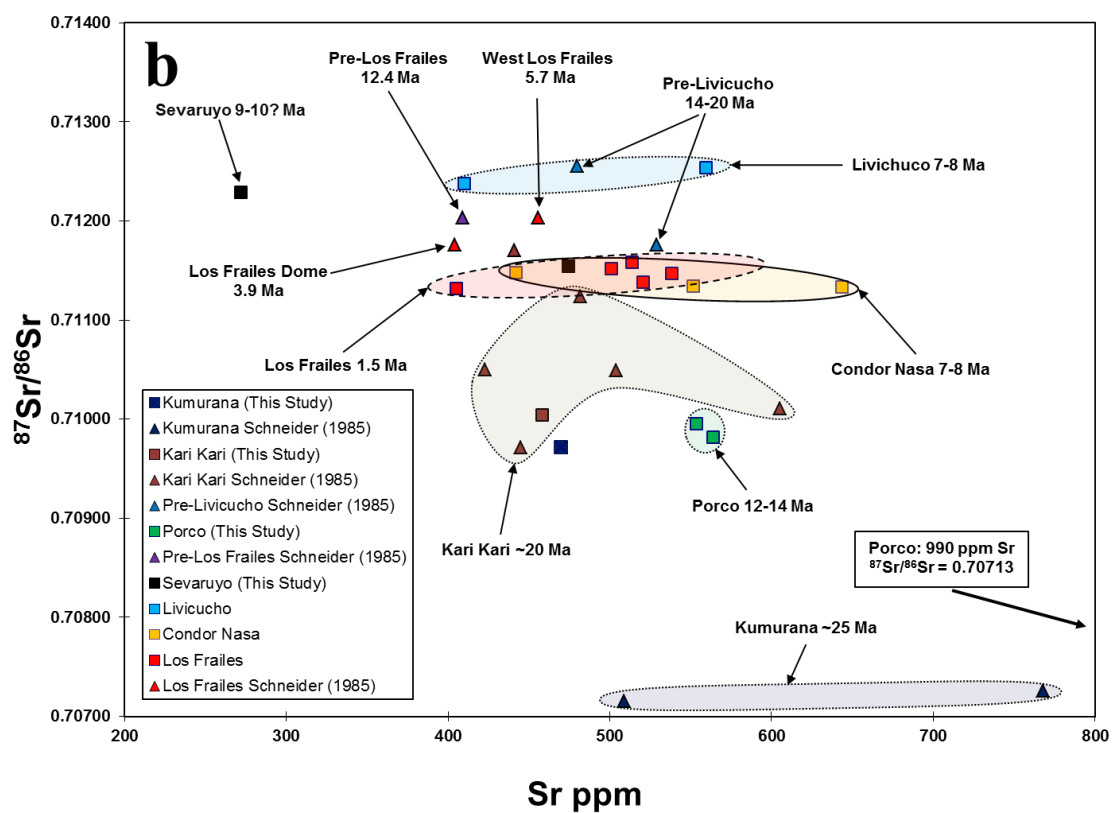 b
0.71400
0.71300
0.71200
0.71100
0.71000
0.70900
0.70800
0.70700
⁸⁷Sr/⁸⁶Sr
Pre-Los Frailes
12.4 Ma
West Los Frailes
5.7 Ma
Pre-Livicucho
14-20 Ma
Sevaruyo 9-10? Ma
Livichuco 7-8 Ma
Los Frailes Dome
3.9 Ma
Los Frailes 1.5 Ma
Condor Nasa 7-8 Ma
Porco 12-14 Ma
Kari Kari ~20 Ma
Porco: 990 ppm Sr
⁸⁷Sr/⁸⁶Sr = 0.70713
Kumurana ~25 Ma
Kumurana (This Study)
Kumurana Schneider (1985)
Kari Kari (This Study)
Kari Kari Schneider (1985)
Pre-Livicucho Schneider (1985)
Porco (This Study)
Pre-Los Frailes Schneider (1985)
Sevaruyo (This Study)
Livicucho
Condor Nasa
Los Frailes
Los Frailes Schneider (1985)
200 300 400 500 600 700 800
Sr ppm